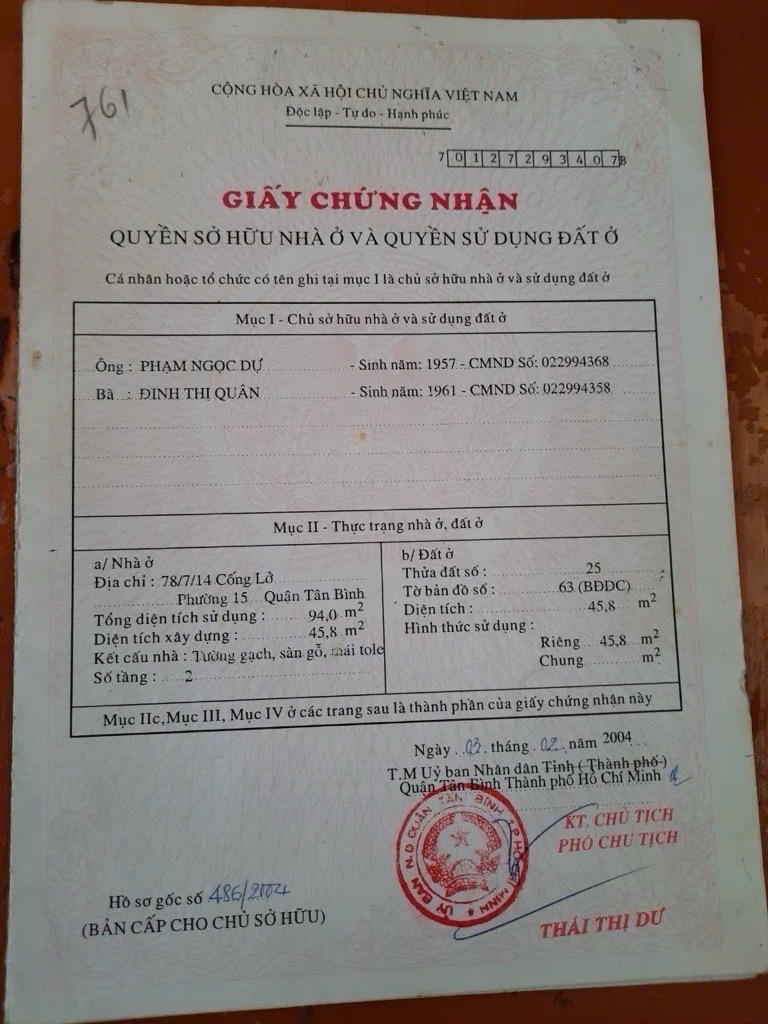 761
CỘNG HÒA XÃ HỘI CHỦ NGHĨA VIỆT NAM
Độc lập - Tự do - Hạnh phúc
7 0 1 2 7 2 9 3 4 0 7 B
GIẤY CHỨNG NHẬN
QUYỀN SỞ HỮU NHÀ Ở VÀ QUYỀN SỬ DỤNG ĐẤT Ở
Cá nhân hoặc tổ chức có tên ghi tại mục I là chủ sở hữu nhà ở và sử dụng đất ở
Mục I - Chủ sở hữu nhà ở và sử dụng đất ở
Ông : PHẠM NGỌC DỰ - Sinh năm: 1957 - CMND Số: 022994368
Bà : ĐINH THỊ QUÂN - Sinh năm: 1961 - CMND Số: 022994358
Mục II - Thực trạng nhà ở, đất ở
a/ Nhà ở
Địa chỉ : 78/7/14 Cống Lở
Phường 15 Quận Tân Bình
Tổng diện tích sử dụng : 94,0 m²
Diện tích xây dựng : 45,8 m²
Kết cấu nhà : Tường gạch, sàn gỗ, mái tole
Số tầng : 2
b/ Đất ở
Thửa đất số : 25
Tờ bản đồ số : 63 (BĐDC)
Diện tích : 45,8 m²
Hình thức sử dụng :
Riêng 45,8 m²
Chung m²
Mục IIc, Mục III, Mục IV ở các trang sau là thành phần của giấy chứng nhận này
Ngày 03 tháng 02 năm 2004
T.M Uỷ ban Nhân dân Tỉnh ( Thành phố )
Quận Tân Bình Thành phố Hồ Chí Minh
KT. CHỦ TỊCH
PHÓ CHỦ TỊCH
ỦY BAN N.D QUẬN TÂN BÌNH T.P HỒ CHÍ MINH
THÁI THỊ DƯ
Hồ sơ gốc số 486/2004
(BẢN CẤP CHO CHỦ SỞ HỮU)